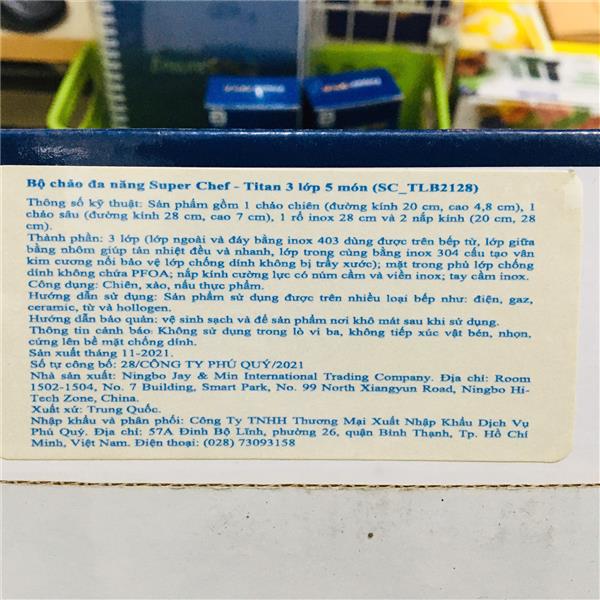 Bộ chảo đa năng Super Chef - Titan 3 lớp 5 món (SC_TLB2128)
Thông số kỹ thuật: Sản phẩm gồm 1 chảo chiên (đường kính 20 cm, cao 4,8 cm), 1
chảo sâu (đường kính 28 cm, cao 7 cm), 1 rổ inox 28 cm và 2 nắp kính (20 cm, 28
cm).
Thành phần: 3 lớp (lớp ngoài và đáy bằng inox 403 dùng được trên bếp từ, lớp giữa
bằng nhôm giúp tản nhiệt đều và nhanh, lớp trong cùng bằng inox 304 cấu tạo vân
kim cương nổi bảo vệ lớp chống dính không bị trầy xước); mặt trong phủ lớp chống
dính không chứa PFOA; nắp kính cường lực có núm cầm và viền inox; tay cầm inox.
Công dụng: Chiên, xào, nấu thực phẩm.
Hướng dẫn sử dụng: Sản phẩm sử dụng được trên nhiều loại bếp như: điện, gaz,
ceramic, từ và hollogen.
Hướng dẫn bảo quản: vệ sinh sạch và để sản phẩm nơi khô mát sau khi sử dụng.
Thông tin cảnh báo: Không sử dụng trong lò vi ba, không tiếp xúc vật bén, nhọn,
cứng lên bề mặt chống dính.
Sản xuất tháng 11-2021.
Số tự công bố: 28/CÔNG TY PHÚ QUÝ/2021
Nhà sản xuất: Ningbo Jay & Min International Trading Company. Địa chỉ: Room
1502-1504, No. 7 Building, Smart Park, No. 99 North Xiangyun Road, Ningbo Hi-
Tech Zone, China.
Xuất xứ: Trung Quốc.
Nhập khẩu và phân phối: Công Ty TNHH Thương Mại Xuất Nhập Khẩu Dịch Vụ
Phú Quý. Địa chỉ: 57A Đinh Bộ Lĩnh, phường 26, quận Bình Thạnh, Tp. Hồ Chí
Minh, Việt Nam. Điện thoại: (028) 73093158